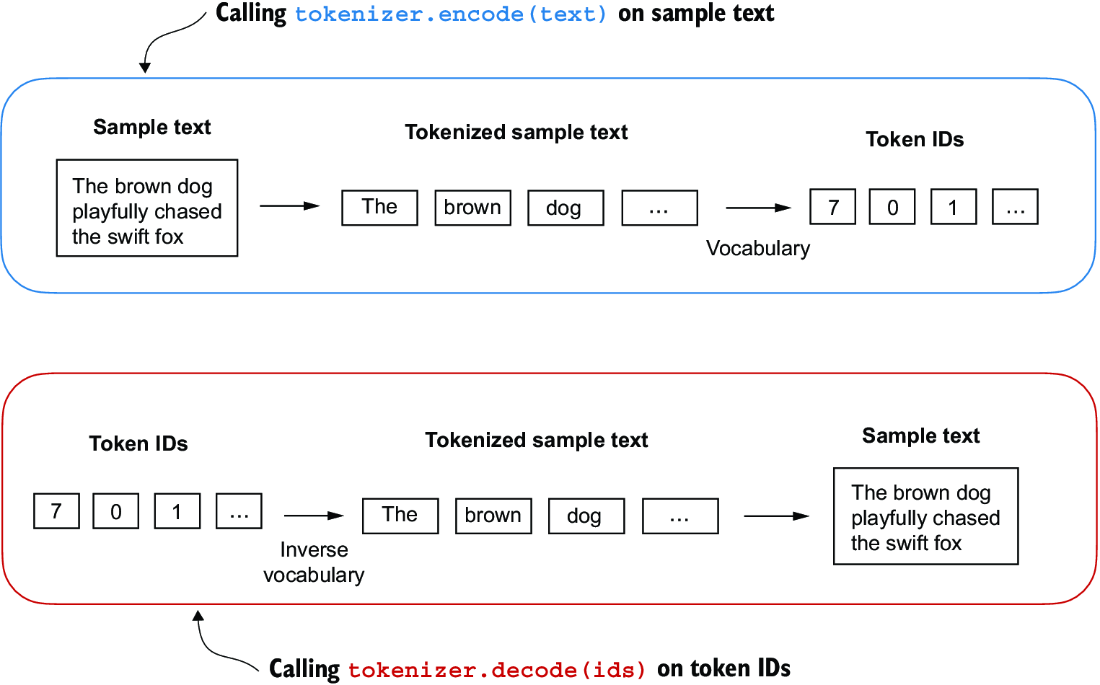 Calling tokenizer.encode(text) on sample text
Sample text
Tokenized sample text
Token IDs
The brown dog
playfully chased
the swift fox
The brown dog ...
7 0 1 ...
Vocabulary
Token IDs
Tokenized sample text
Sample text
7 0 1 ...
The brown dog ...
The brown dog
playfully chased
the swift fox
Inverse
vocabulary
Calling tokenizer.decode(ids) on token IDs